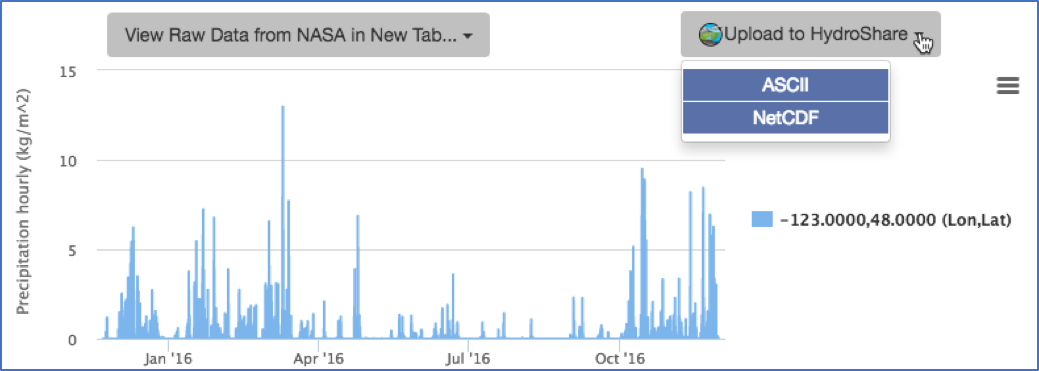 View Raw Data from NASA in New Tab...
Upload to HydroShare
ASCII
NetCDF
Precipitation hourly (kg/m^2)
15
10
5
0
Jan '16
Apr '16
Jul '16
Oct '16
-123.0000,48.0000 (Lon,Lat)